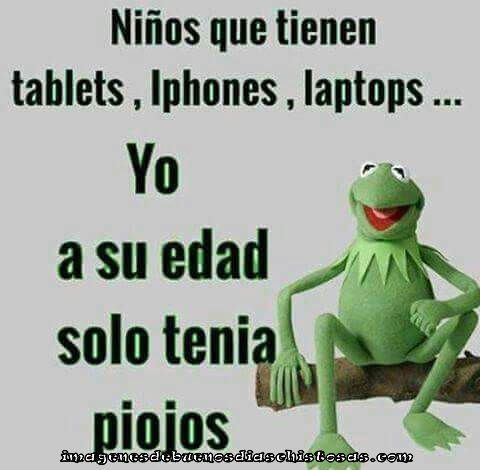 Niños que tienen
tablets , Iphones , laptops ...
Yo
a su edad
solo tenia
piojos
imagenesdebuenosdiaschistosas.com